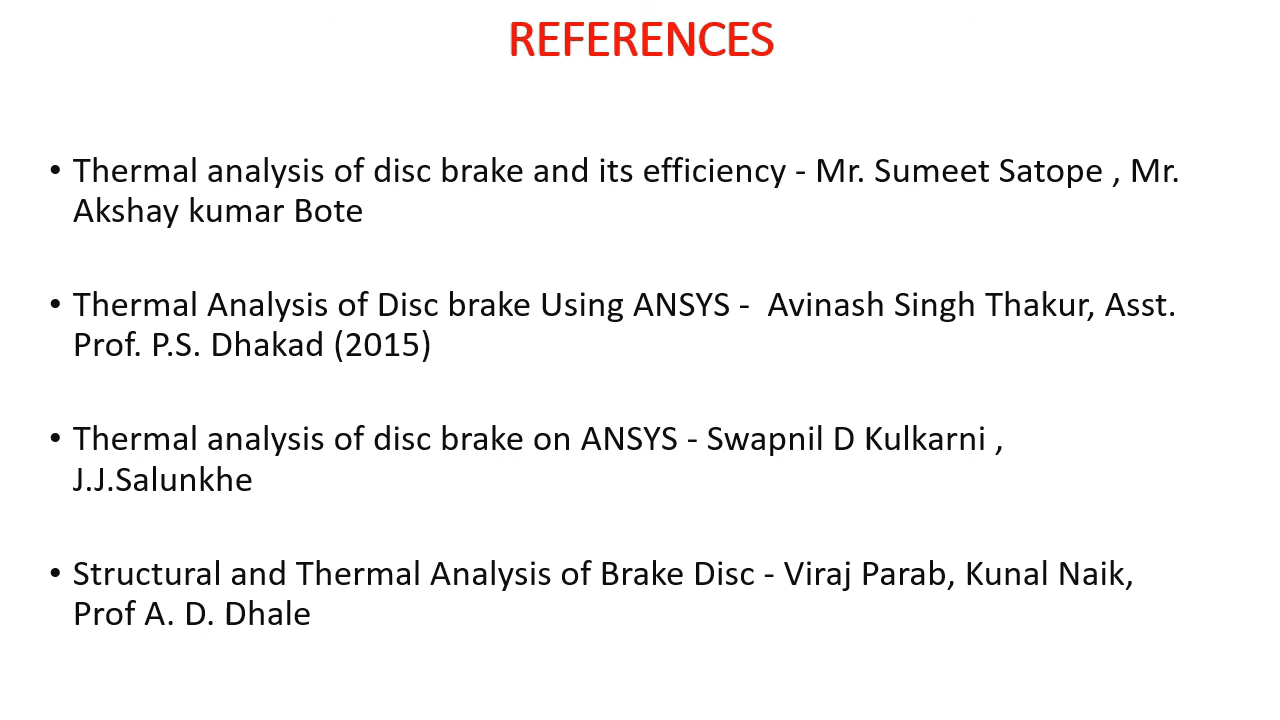 REFERENCES
• Thermal analysis of disc brake and its efficiency - Mr. Sumeet Satope , Mr.
Akshay kumar Bote
• Thermal Analysis of Disc brake Using ANSYS -  Avinash Singh Thakur, Asst.
Prof. P.S. Dhakad (2015)
• Thermal analysis of disc brake on ANSYS - Swapnil D Kulkarni ,
J.J.Salunkhe
• Structural and Thermal Analysis of Brake Disc - Viraj Parab, Kunal Naik,
Prof A. D. Dhale